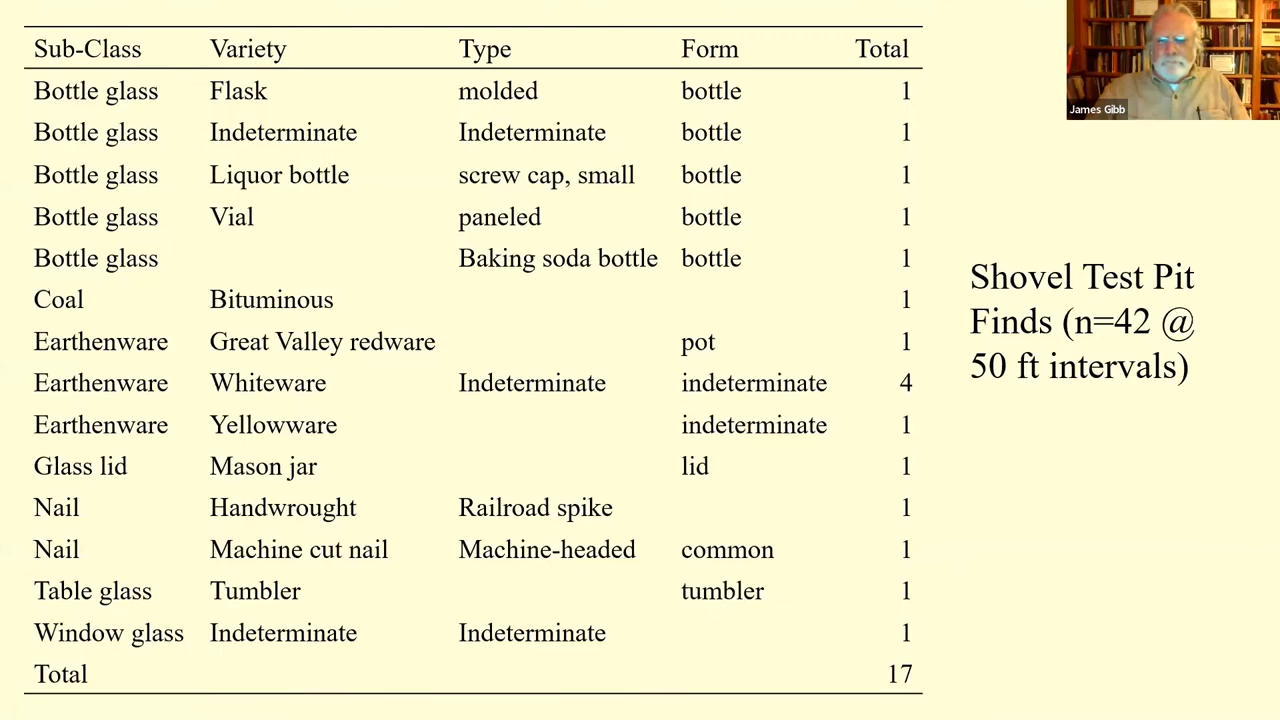 Sub-Class Variety Type Form Total
Bottle glass Flask molded bottle 1
Bottle glass Indeterminate Indeterminate bottle 1
Bottle glass Liquor bottle screw cap, small bottle 1
Bottle glass Vial paneled bottle 1
Bottle glass Baking soda bottle bottle 1
Coal Bituminous 1
Earthenware Great Valley redware pot 1
Earthenware Whiteware Indeterminate indeterminate 4
Earthenware Yellowware indeterminate 1
Glass lid Mason jar lid 1
Nail Handwrought Railroad spike 1
Nail Machine cut nail Machine-headed common 1
Table glass Tumbler tumbler 1
Window glass Indeterminate Indeterminate 1
Total 17
James Gibb
Shovel Test Pit
Finds (n=42 @
50 ft intervals)